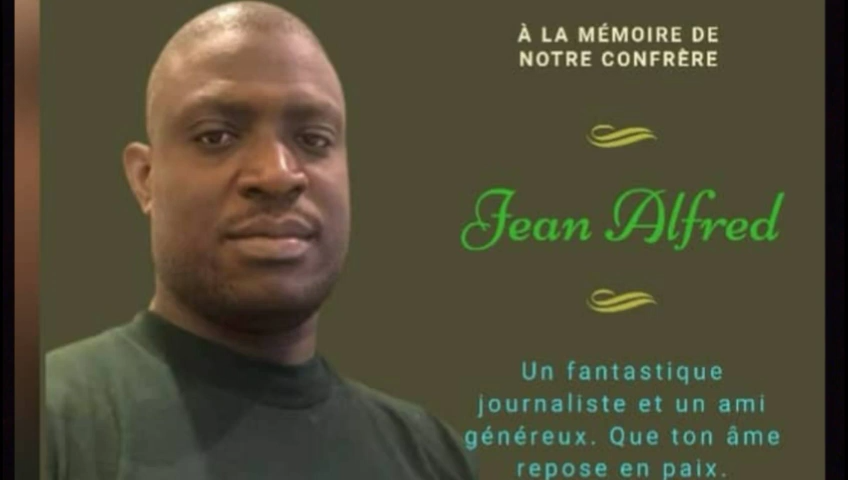 À LA MÉMOIRE DE
NOTRE CONFRÈRE
Jean Alfred
Un fantastique
journaliste et un ami
généreux. Que ton âme
repose en paix.